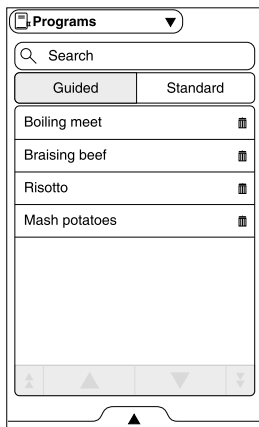 Programs
Search
Guided Standard
Boiling meet
Braising beef
Risotto
Mash potatoes